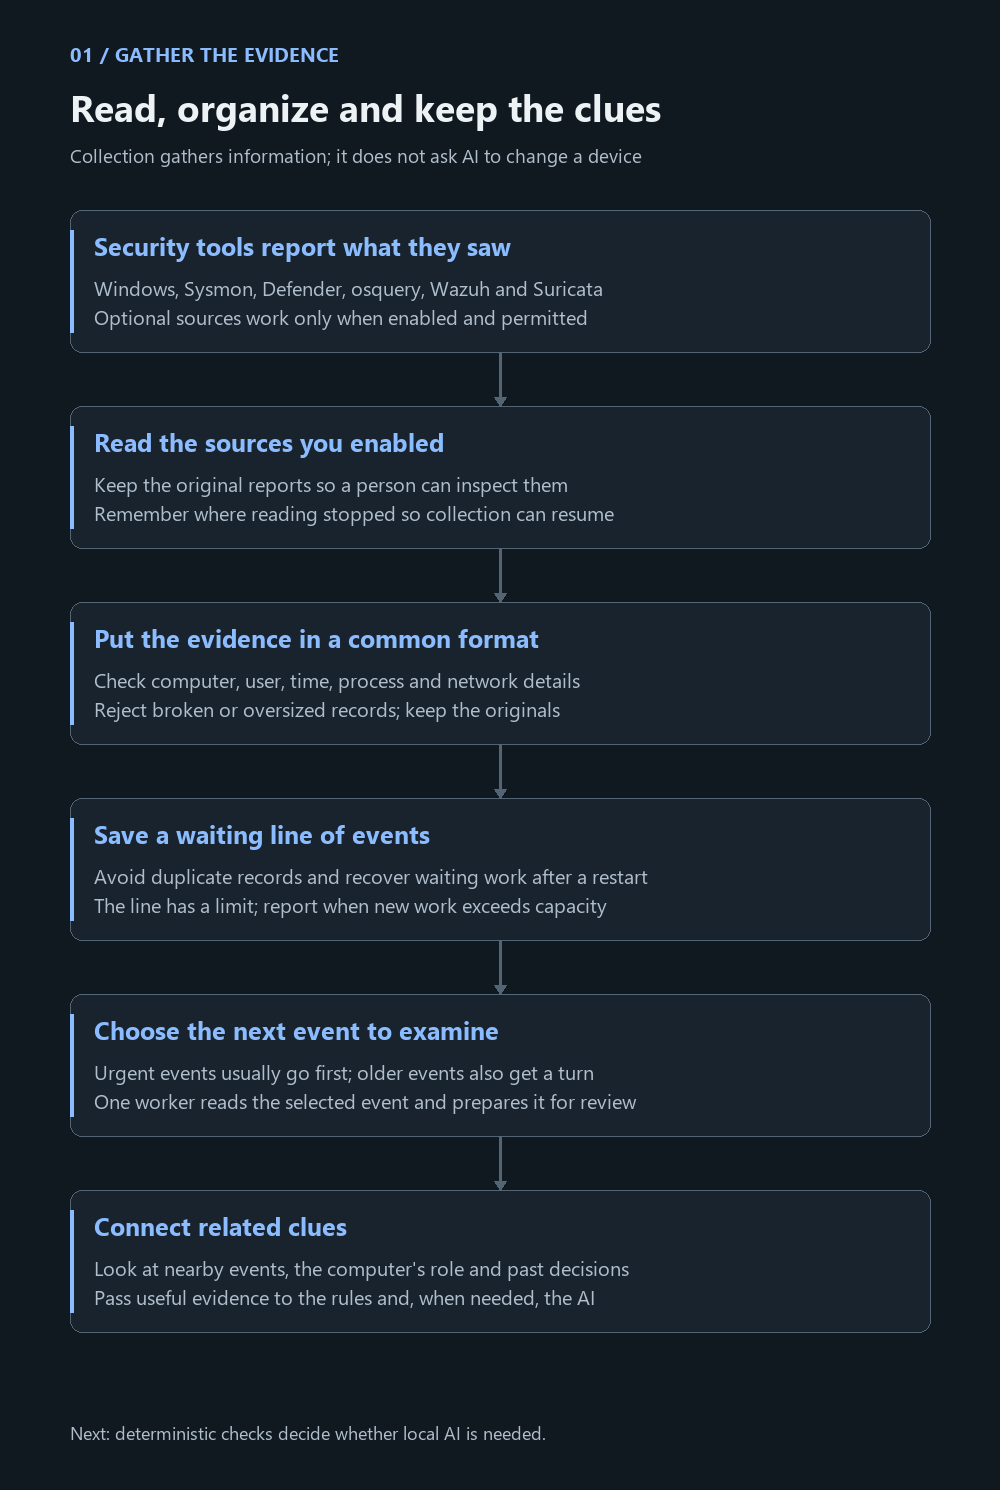 01 / GATHER THE EVIDENCE
Read, organize and keep the clues
Collection gathers information; it does not ask AI to change a device
Security tools report what they saw
Windows, Sysmon, Defender, osquery, Wazuh and Suricata
Optional sources work only when enabled and permitted
Read the sources you enabled
Keep the original reports so a person can inspect them
Remember where reading stopped so collection can resume
Put the evidence in a common format
Check computer, user, time, process and network details
Reject broken or oversized records; keep the originals
Save a waiting line of events
Avoid duplicate records and recover waiting work after a restart
The line has a limit; report when new work exceeds capacity
Choose the next event to examine
Urgent events usually go first; older events also get a turn
One worker reads the selected event and prepares it for review
Connect related clues
Look at nearby events, the computer's role and past decisions
Pass useful evidence to the rules and, when needed, the AI
Next: deterministic checks decide whether local AI is needed.